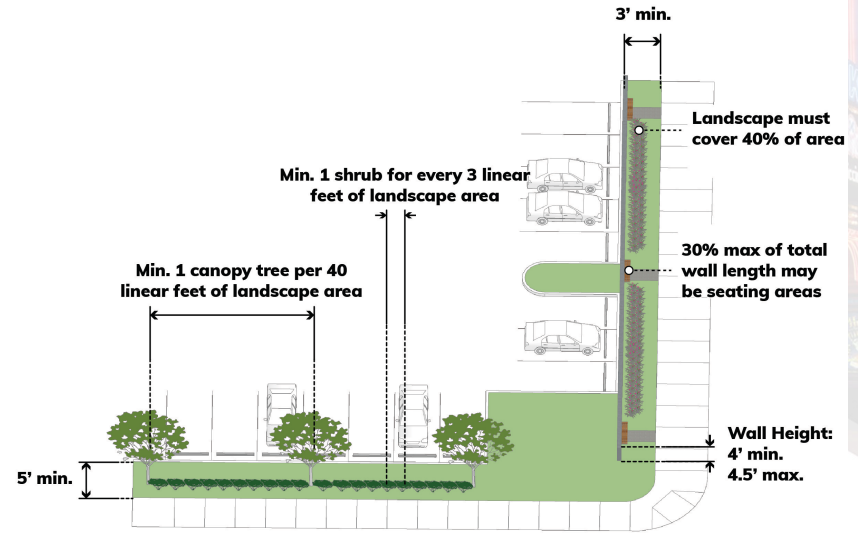 3’ min.
Landscape must
cover 40% of area
Min. 1 shrub for every 3 linear
feet of landscape area
30% max of total
wall length may
be seating areas
Min. 1 canopy tree per 40
linear feet of landscape area
Wall Height:
4’ min.
4.5’ max.
5’ min.